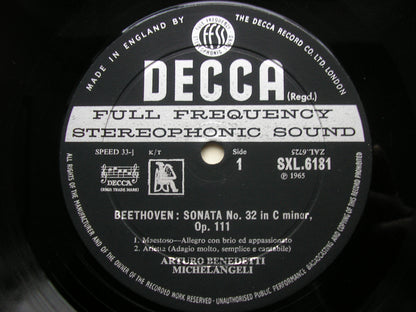 MADE IN ENGLAND BY
THE DECCA RECORD CO. LTD. LONDON.
FULL FREQUENCY
FFSS
STEREOPHONIC
DECCA
(Regd.)
FULL FREQUENCY
STEREOPHONIC SOUND
SPEED 33⅓ K/T
Side
1
ZAL.6725
SXL.6181
℗ 1965
DECCA
BEETHOVEN: SONATA No. 32 in C minor,
Op. 111
1. Maestoso—Allegro con brio ed appassionato
2. Arietta (Adagio molto, semplice e cantabile)
ARTURO BENEDETTI
MICHELANGELI
ALL RIGHTS OF THE MANUFACTURER AND OF THE OWNER OF THE RECORDED WORK RESERVED · UNAUTHORISED PUBLIC PERFORMANCE, BROADCASTING AND COPYING OF THIS RECORD PROHIBITED